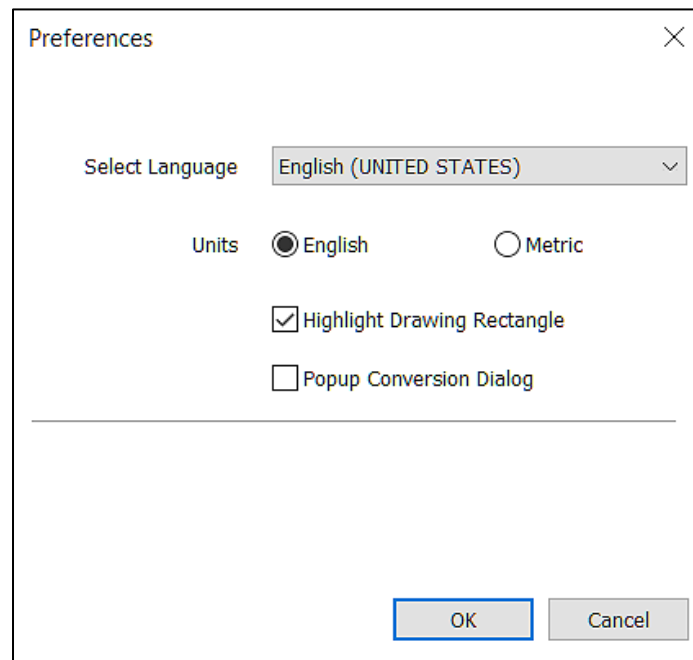 Preferences
Select Language English (UNITED STATES)
Units English Metric
Highlight Drawing Rectangle
Popup Conversion Dialog
OK Cancel